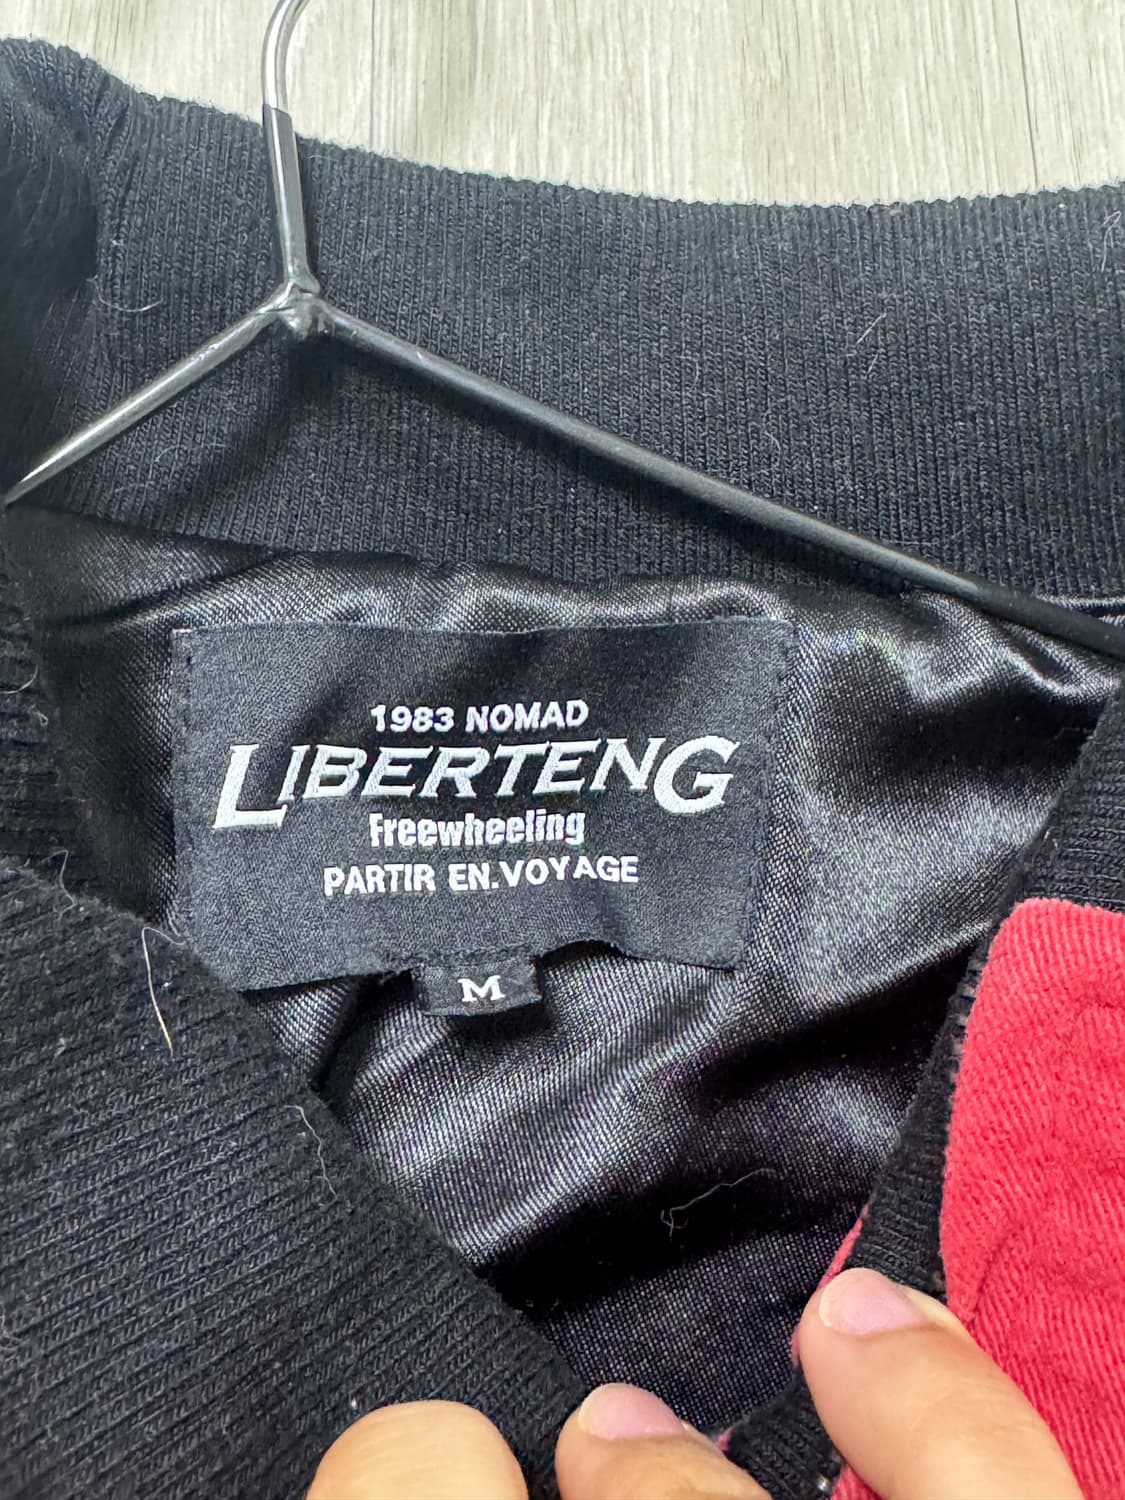 1983 NOMAD
LIBERTENG
Freewheeling
PARTIR EN.VOYAGE
M